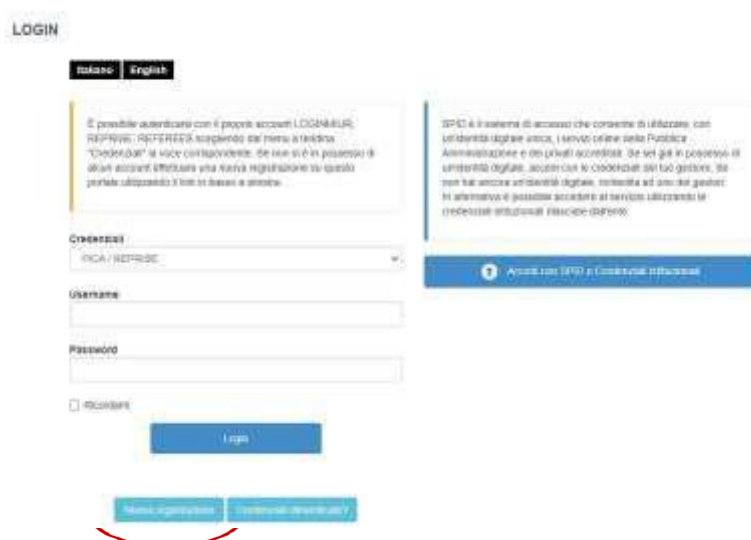 LOGIN
Italiano English
È possibile autenticarsi con il proprio account LOGINMIUR,
REPRISE, REFEREES scegliendo dal menu a tendina
"Credenziali" la voce corrispondente. Se non si è in possesso di
alcun account effettuare una nuova registrazione su questo
portale utilizzando il link in basso a sinistra.
Credenziali
PICA / REPRISE
Username
Password
Ricordami
Login
Nuova registrazione Credenziali dimenticate?
SPID è il sistema di accesso che consente di utilizzare, con
un'identità digitale unica, i servizi online della Pubblica
Amministrazione e dei privati accreditati. Se sei già in possesso di
un'identità digitale, accedi con le credenziali del tuo gestore. Se
non hai ancora un'identità digitale, richiedila ad uno dei gestori.
In alternativa è possibile accedere al servizio utilizzando le
credenziali istituzionali rilasciate dall'ente.
Accedi con SPID o Credenziali istituzionali